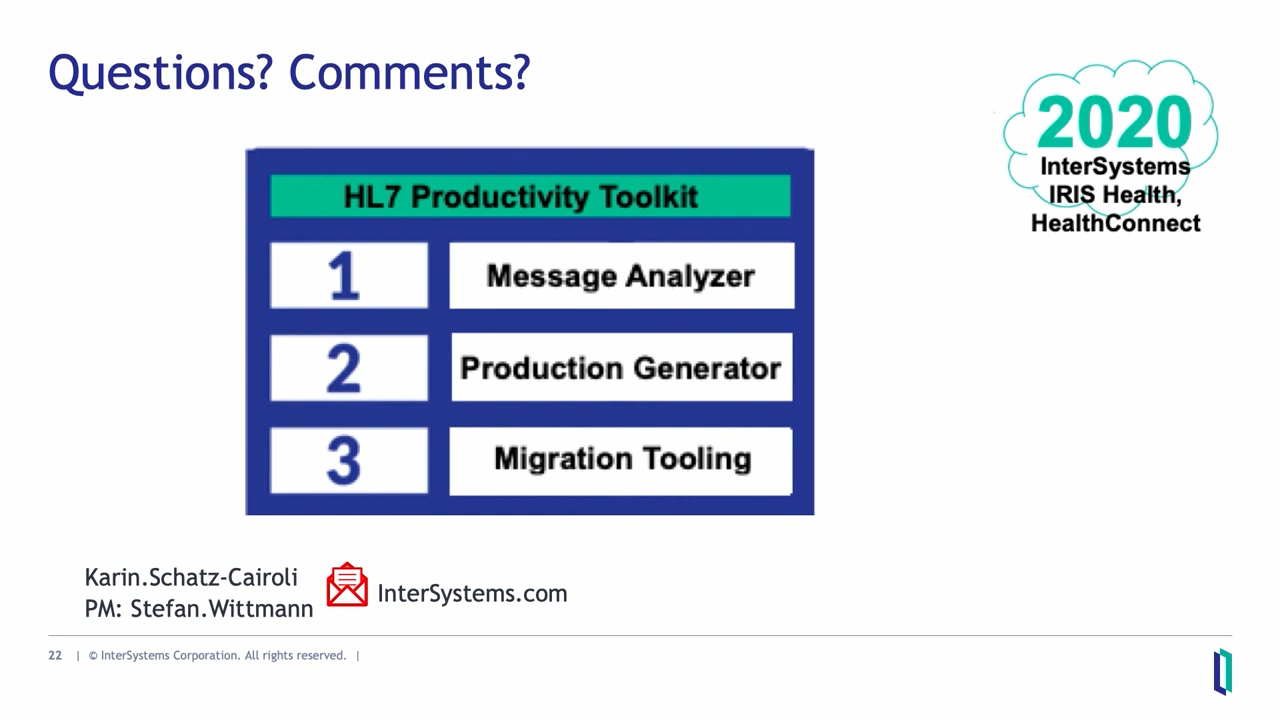 Questions? Comments?
2020
InterSystems
IRIS Health,
HealthConnect
HL7 Productivity Toolkit
1 Message Analyzer
2 Production Generator
3 Migration Tooling
Karin.Schatz-Cairoli
PM: Stefan.Wittmann
InterSystems.com
22 | © InterSystems Corporation. All rights reserved. |